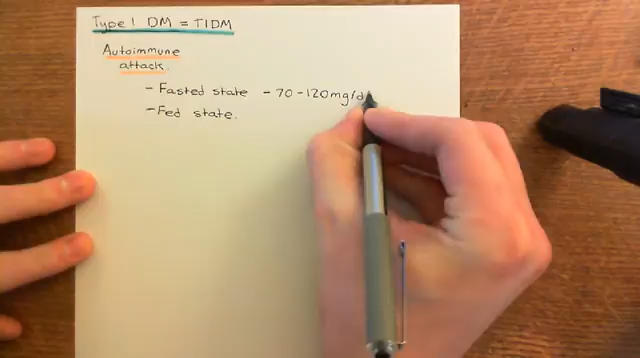 Type 1 DM = T1DM
Autoimmune
attack.
- Fasted state - 70 - 120mg/d
- Fed state.